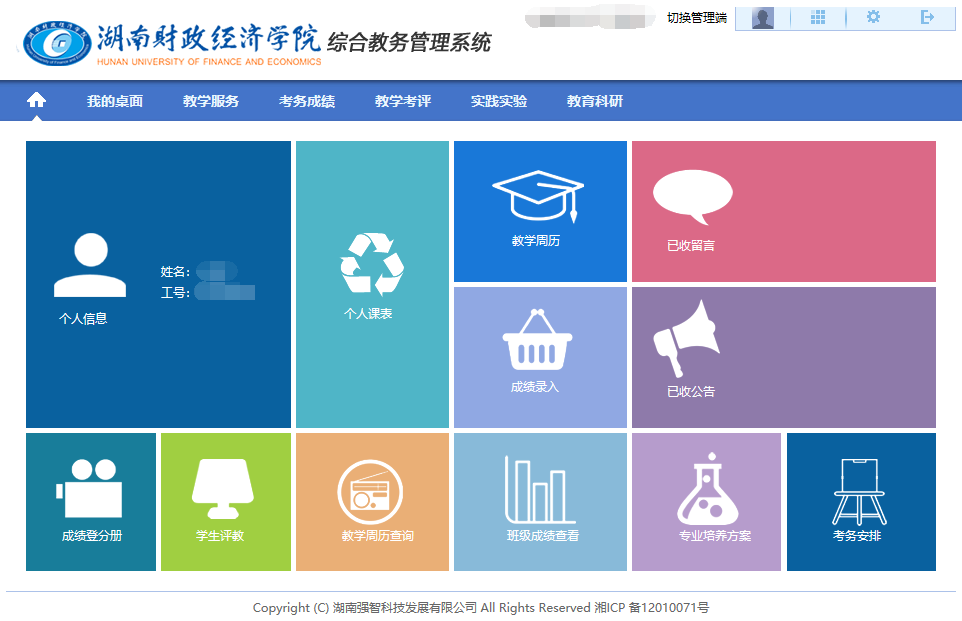 湖南财政经济学院 综合教务管理系统
HUNAN UNIVERSITY OF FINANCE AND ECONOMICS
切换管理端
我的桌面 教学服务 考务成绩 教学考评 实践实验 教育科研
姓名：
工号：
个人信息
个人课表
教学周历
已收留言
成绩录入
已收公告
成绩登分册
学生评教
教学周历查询
班级成绩查看
专业培养方案
考务安排
Copyright (C) 湖南强智科技发展有限公司 All Rights Reserved 湘ICP 备12010071号